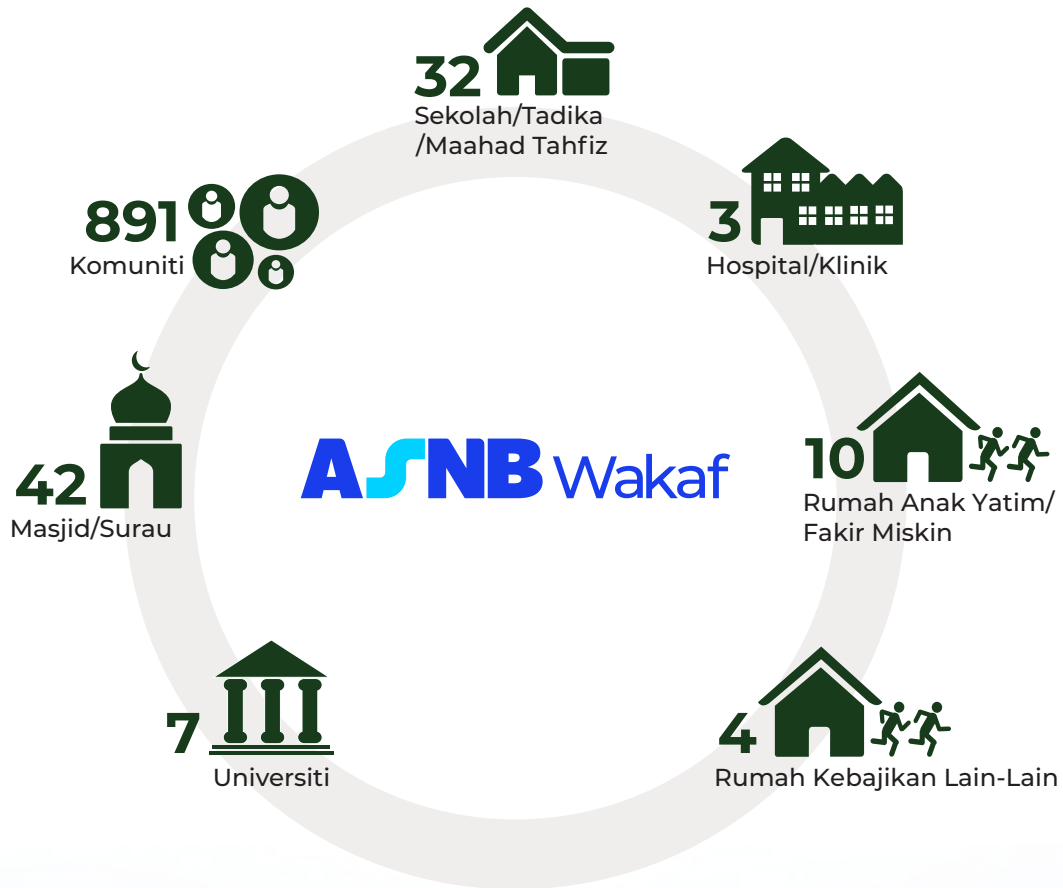 32
Sekolah/Tadika
/Maahad Tahfiz
891
Komuniti
3
Hospital/Klinik
42
Masjid/Surau
ASNB Wakaf
10
Rumah Anak Yatim/
Fakir Miskin
7
Universiti
4
Rumah Kebajikan Lain-Lain